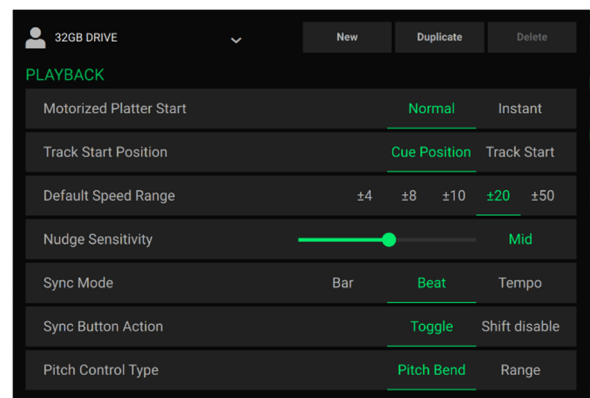 32GB DRIVE New Duplicate Delete
PLAYBACK
Motorized Platter Start Normal Instant
Track Start Position Cue Position Track Start
Default Speed Range ±4 ±8 ±10 ±20 ±50
Nudge Sensitivity Mid
Sync Mode Bar Beat Tempo
Sync Button Action Toggle Shift disable
Pitch Control Type Pitch Bend Range